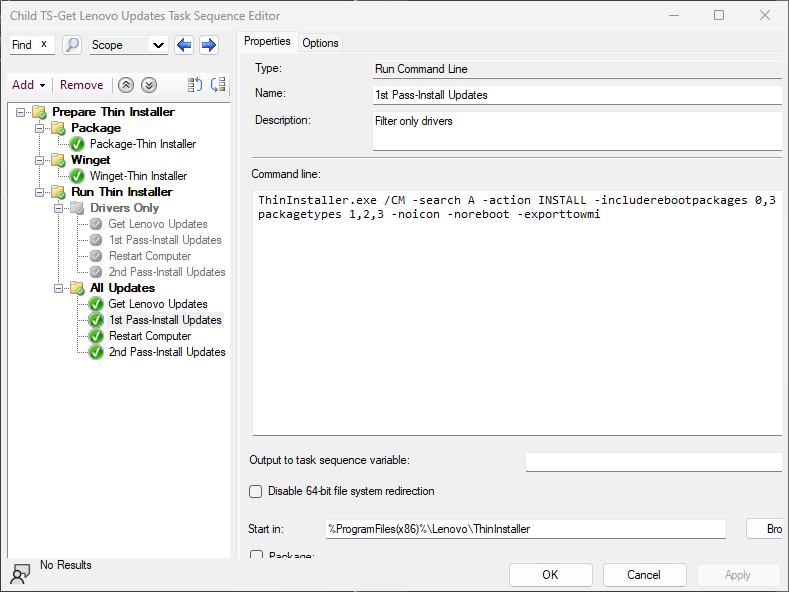 Child TS-Get Lenovo Updates Task Sequence Editor
Find x Scope
Add Remove
Prepare Thin Installer
Package
Package-Thin Installer
Winget
Winget-Thin Installer
Run Thin Installer
Drivers Only
Get Lenovo Updates
1st Pass-Install Updates
Restart Computer
2nd Pass-Install Updates
All Updates
Get Lenovo Updates
1st Pass-Install Updates
Restart Computer
2nd Pass-Install Updates
No Results
Properties Options
Type: Run Command Line
Name: 1st Pass-Install Updates
Description: Filter only drivers
Command line:
ThinInstaller.exe /CM -search A -action INSTALL -includerebootpackages 0,3
packagetypes 1,2,3 -noicon -noreboot -exporttowmi
Output to task sequence variable:
Disable 64-bit file system redirection
Start in: %ProgramFiles(x86)%\Lenovo\ThinInstaller Bro
Package:
OK Cancel Apply